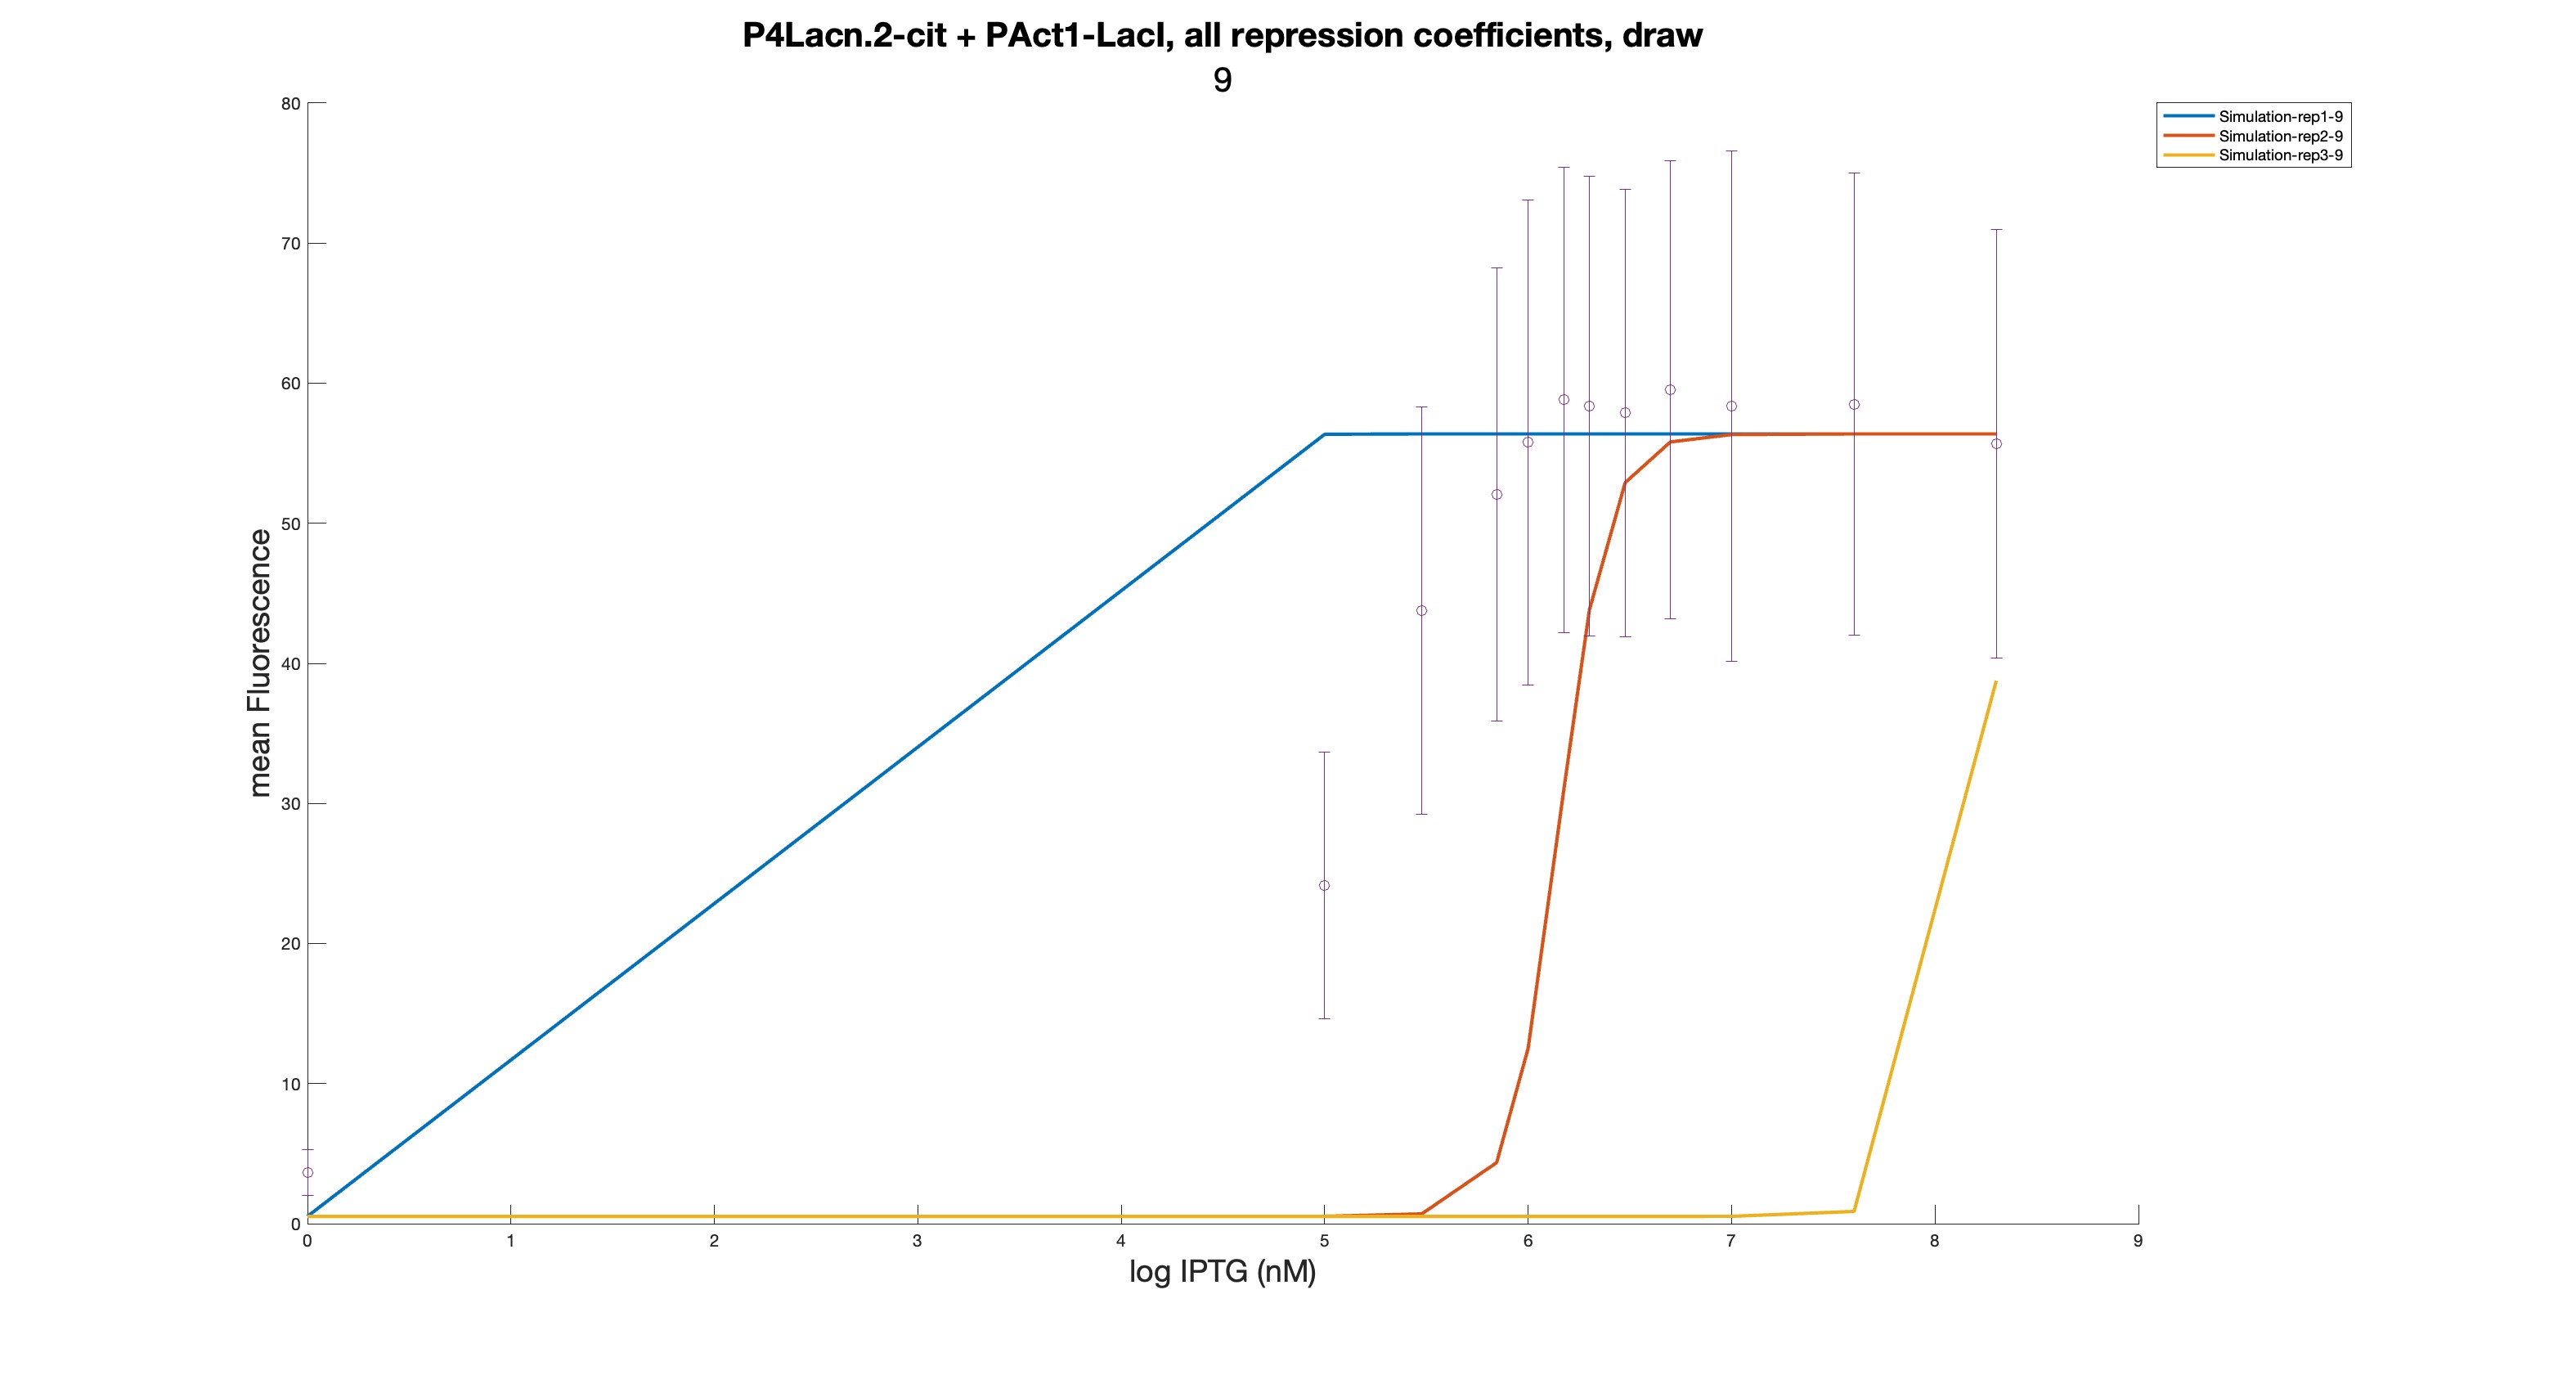 P4Lacn.2-cit + PAct1-LacI, all repression coefficients, draw
9
80
70
60
50
40
30
20
10
0
mean Fluorescence
0 1 2 3 4 5 6 7 8 9
log IPTG (nM)
Simulation-rep1-9
Simulation-rep2-9
Simulation-rep3-9